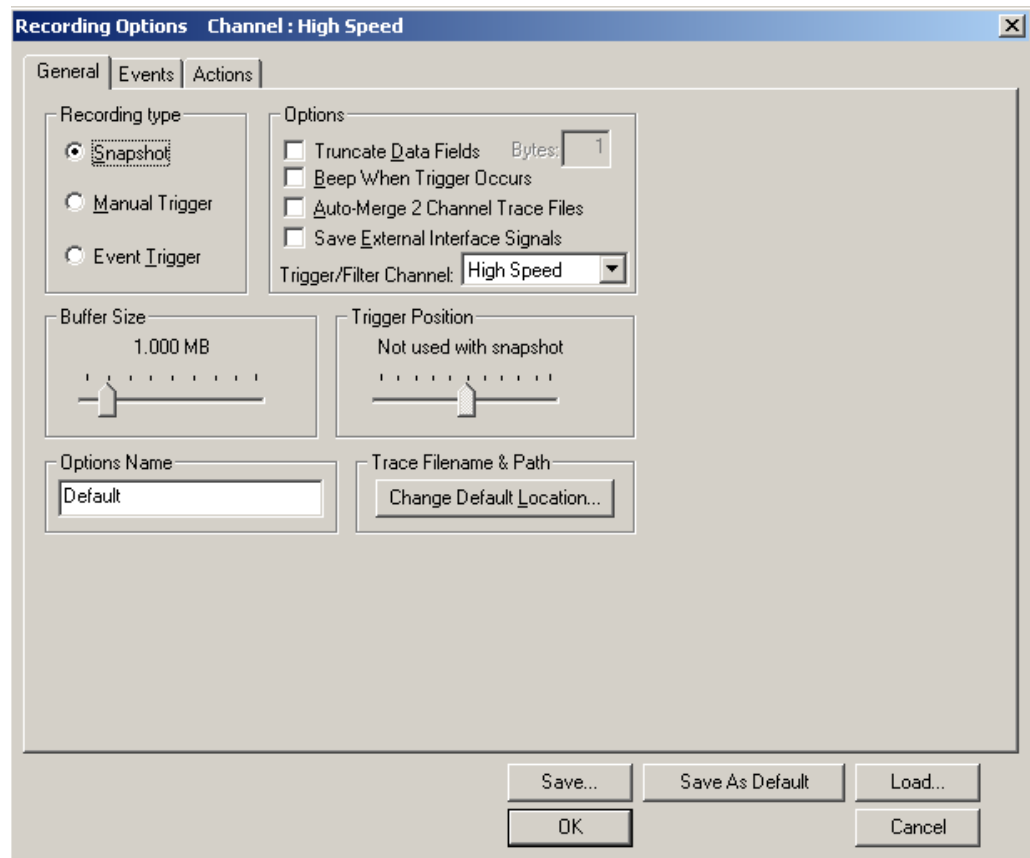 Recording Options Channel : High Speed
General Events Actions
Recording type
Snapshot
Manual Trigger
Event Trigger
Options
Truncate Data Fields Bytes: 1
Beep When Trigger Occurs
Auto-Merge 2 Channel Trace Files
Save External Interface Signals
Trigger/Filter Channel: High Speed
Buffer Size
1.000 MB
Trigger Position
Not used with snapshot
Options Name
Default
Trace Filename & Path
Change Default Location...
Save... Save As Default Load...
OK Cancel